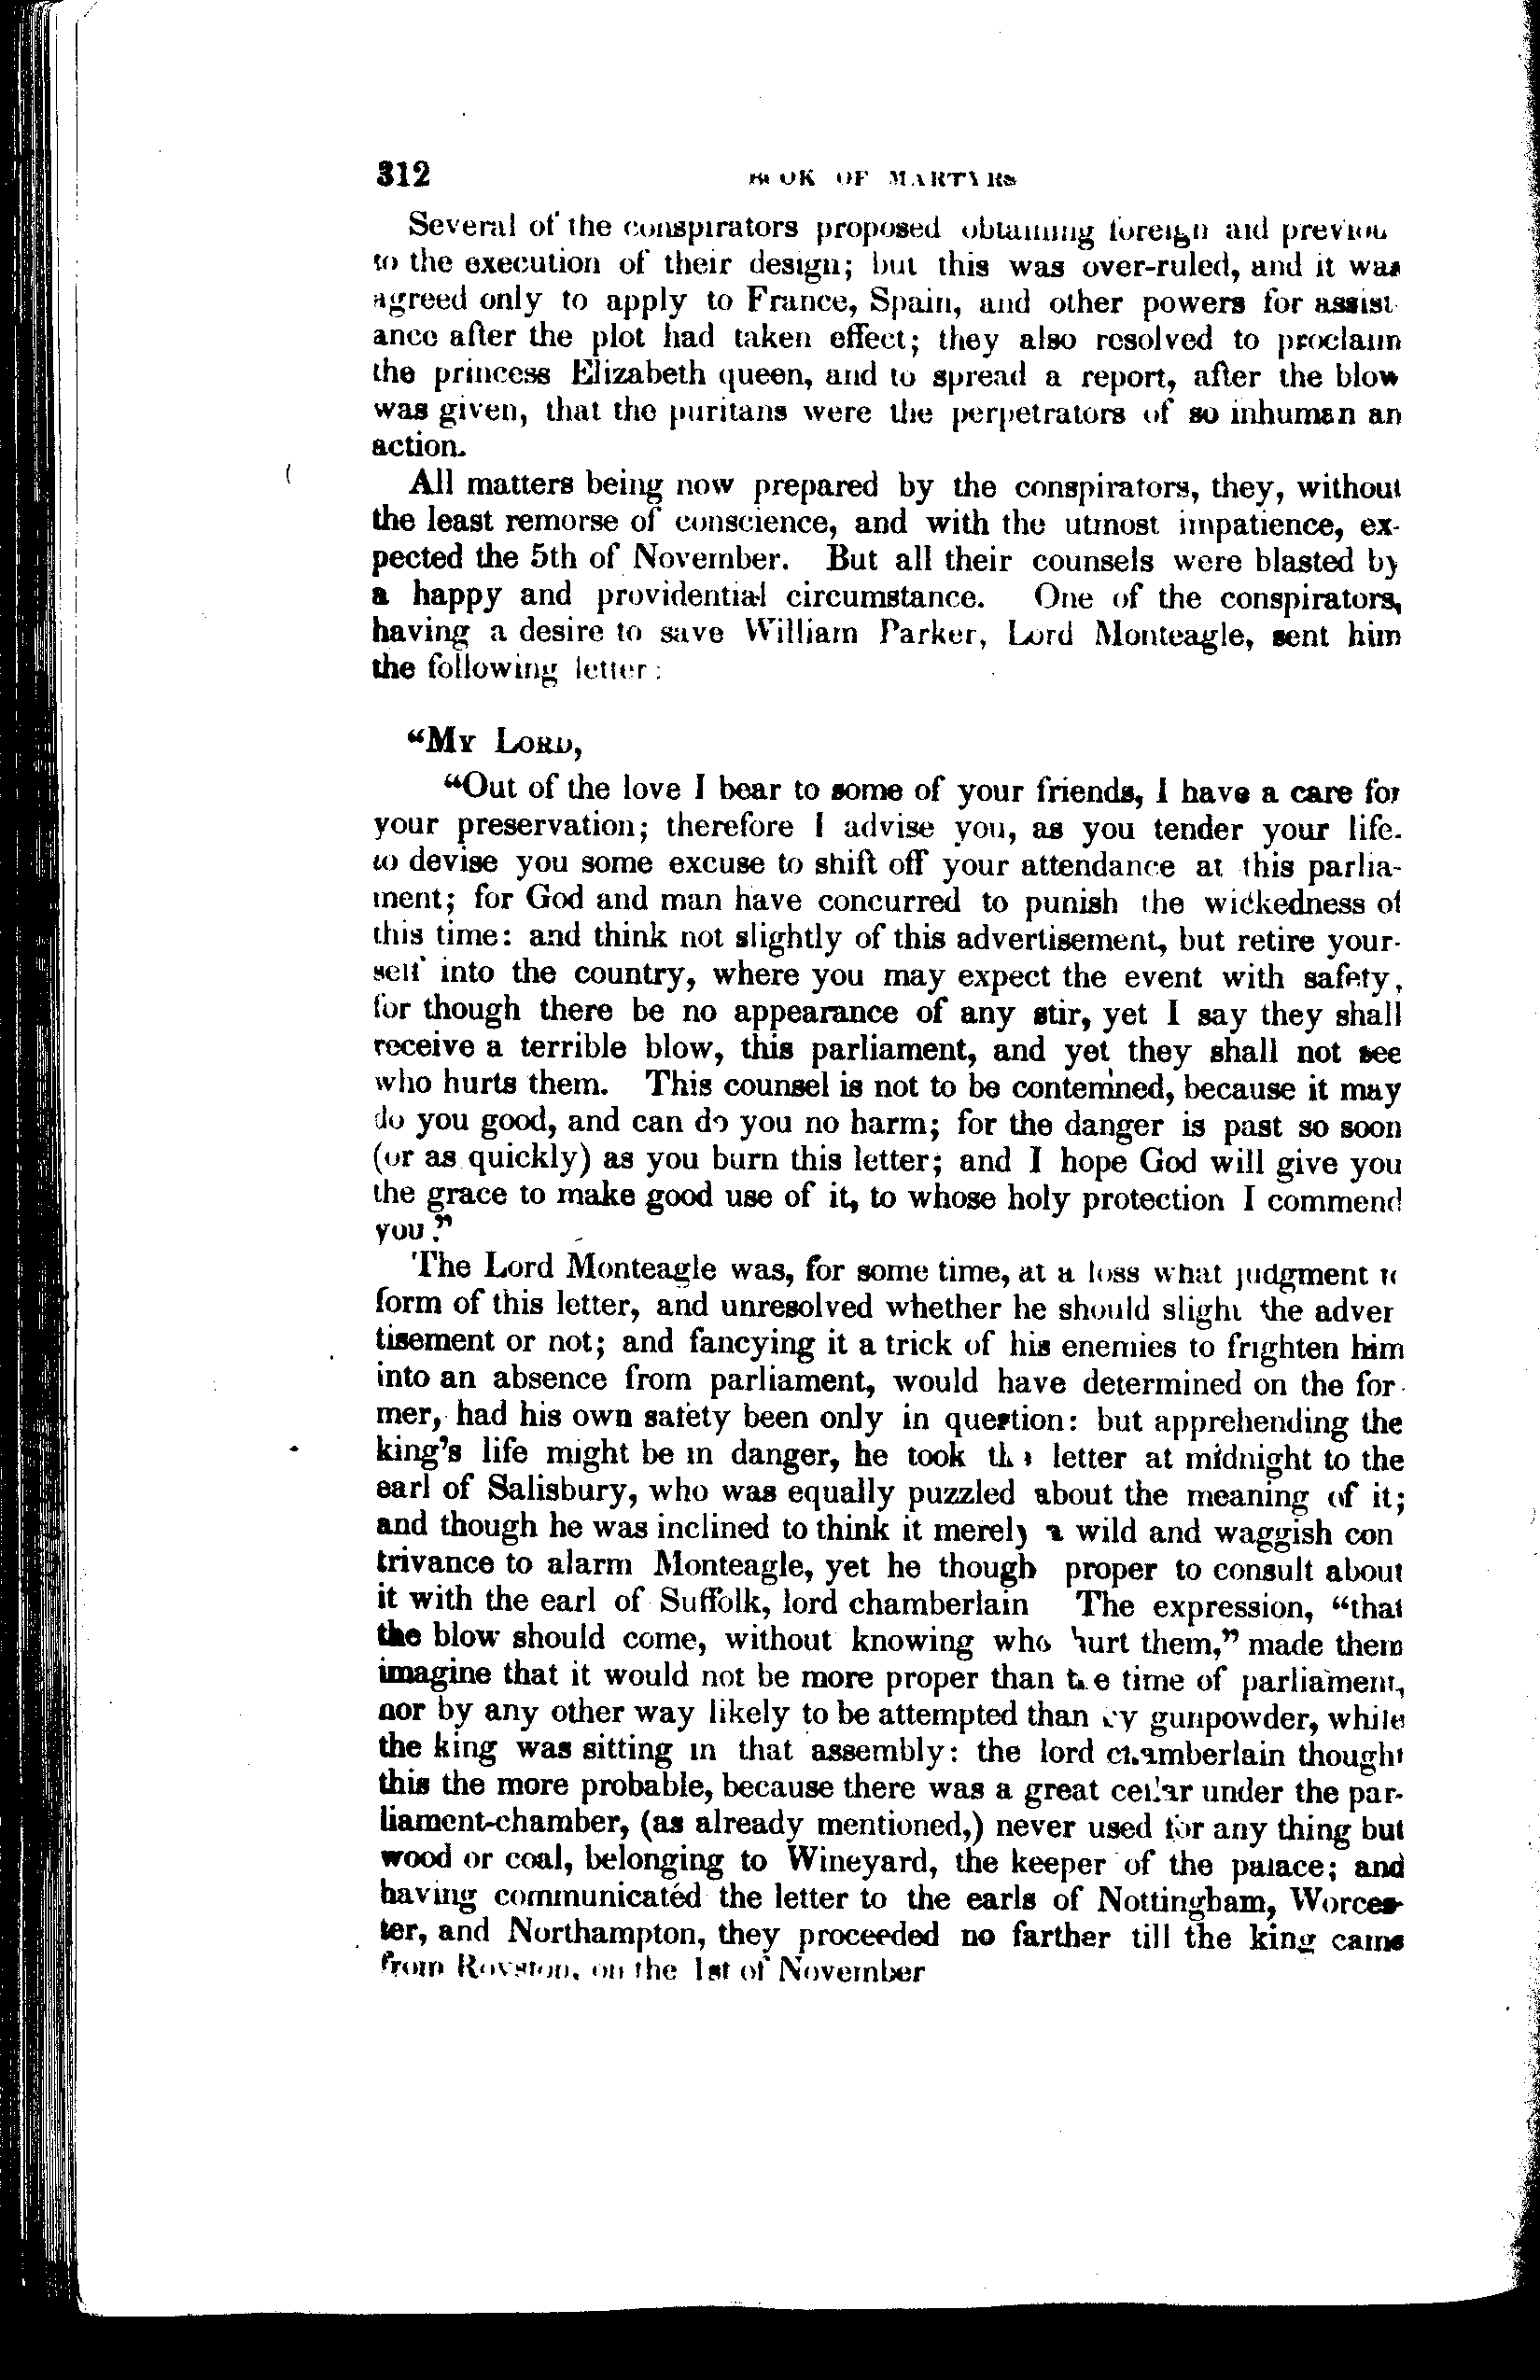 312 BOOK OF MARTYRS
Several of the conspirators proposed obtaining foreign aid previou
to the execution of their design; but this was over-ruled, and it was
agreed only to apply to France, Spain, and other powers for assist
ance after the plot had taken effect; they also resolved to proclaim
the princess Elizabeth queen, and to spread a report, after the blow
was given, that the puritans were the perpetrators of so inhuman an
action.
All matters being now prepared by the conspirators, they, without
the least remorse of conscience, and with the utmost impatience, ex-
pected the 5th of November. But all their counsels were blasted by
a happy and providential circumstance. One of the conspirators,
having a desire to save William Parker, Lord Monteagle, sent him
the following letter:
"MY LORD,
"Out of the love I bear to some of your friends, I have a care for
your preservation; therefore I advise you, as you tender your life.
to devise you some excuse to shift off your attendance at this parlia-
ment; for God and man have concurred to punish the wickedness of
this time: and think not slightly of this advertisement, but retire your-
self into the country, where you may expect the event with safety,
for though there be no appearance of any stir, yet I say they shall
receive a terrible blow, this parliament, and yet they shall not see
who hurts them. This counsel is not to be contemned, because it may
do you good, and can do you no harm; for the danger is past so soon
(or as quickly) as you burn this letter; and I hope God will give you
the grace to make good use of it, to whose holy protection I commend
you."
The Lord Monteagle was, for some time, at a loss what judgment to
form of this letter, and unresolved whether he should slight the adver
tisement or not; and fancying it a trick of his enemies to frighten him
into an absence from parliament, would have determined on the for-
mer, had his own safety been only in question: but apprehending the
king's life might be in danger, he took the letter at midnight to the
earl of Salisbury, who was equally puzzled about the meaning of it;
and though he was inclined to think it merely a wild and waggish con
trivance to alarm Monteagle, yet he though proper to consult about
it with the earl of Suffolk, lord chamberlain The expression, "that
the blow should come, without knowing who hurt them," made them
imagine that it would not be more proper than the time of parliament,
nor by any other way likely to be attempted than by gunpowder, while
the king was sitting in that assembly: the lord chamberlain thought
this the more probable, because there was a great cellar under the par-
liament-chamber, (as already mentioned,) never used for any thing but
wood or coal, belonging to Wineyard, the keeper of the palace; and
having communicated the letter to the earls of Nottingham, Worces-
ter, and Northampton, they proceeded no farther till the king came
from Royston, on the 1st of November